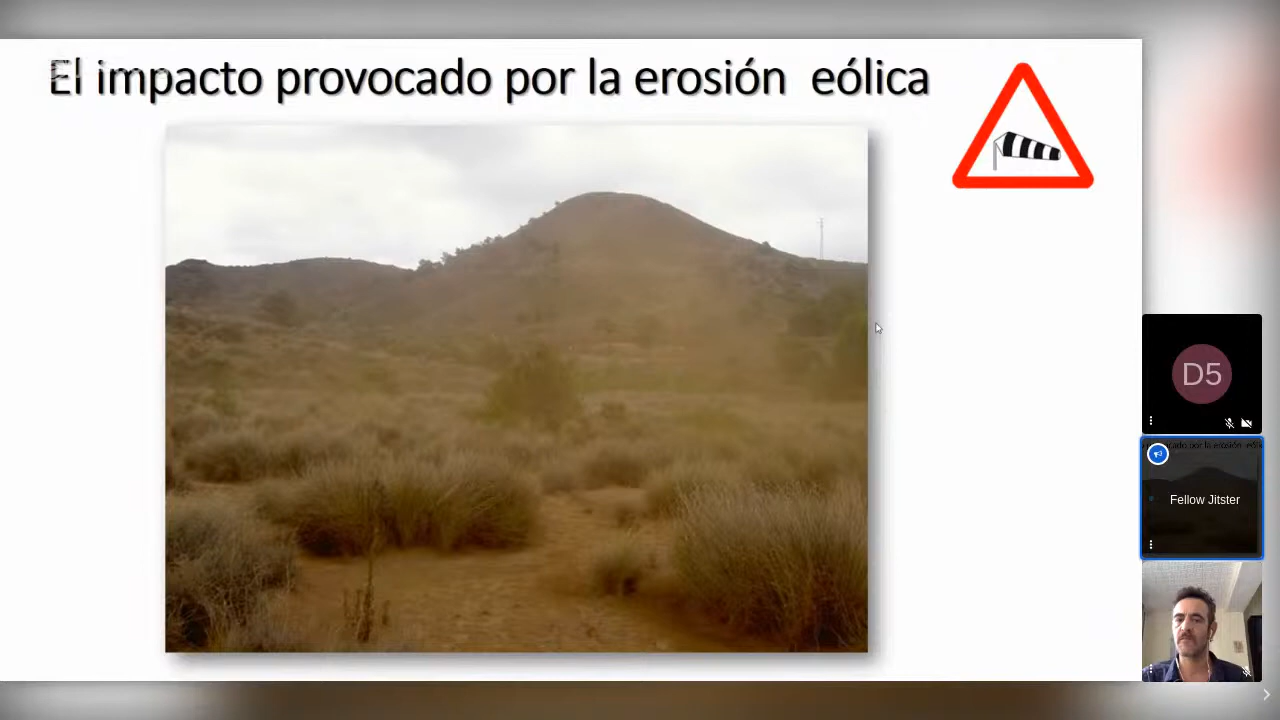 El impacto provocado por la erosión  eólica
D5
Fellow Jitster